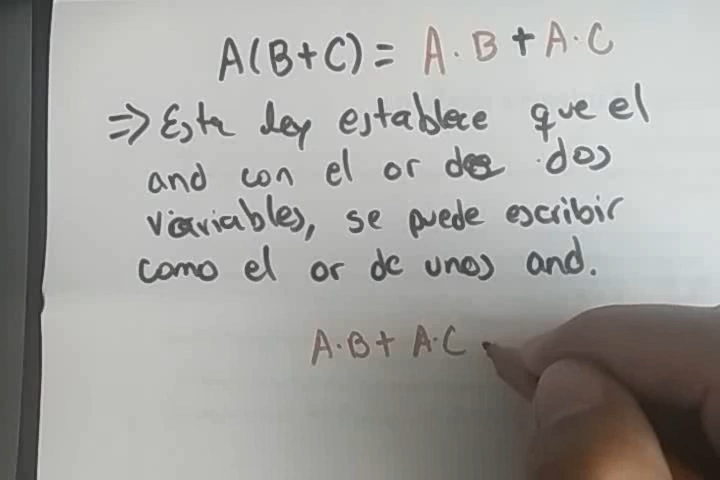 A(B+C) = A·B + A·C
⇒ Esta ley establece que el
and con el or de dos
variables, se puede escribir
como el or de unos and.
A·B + A·C